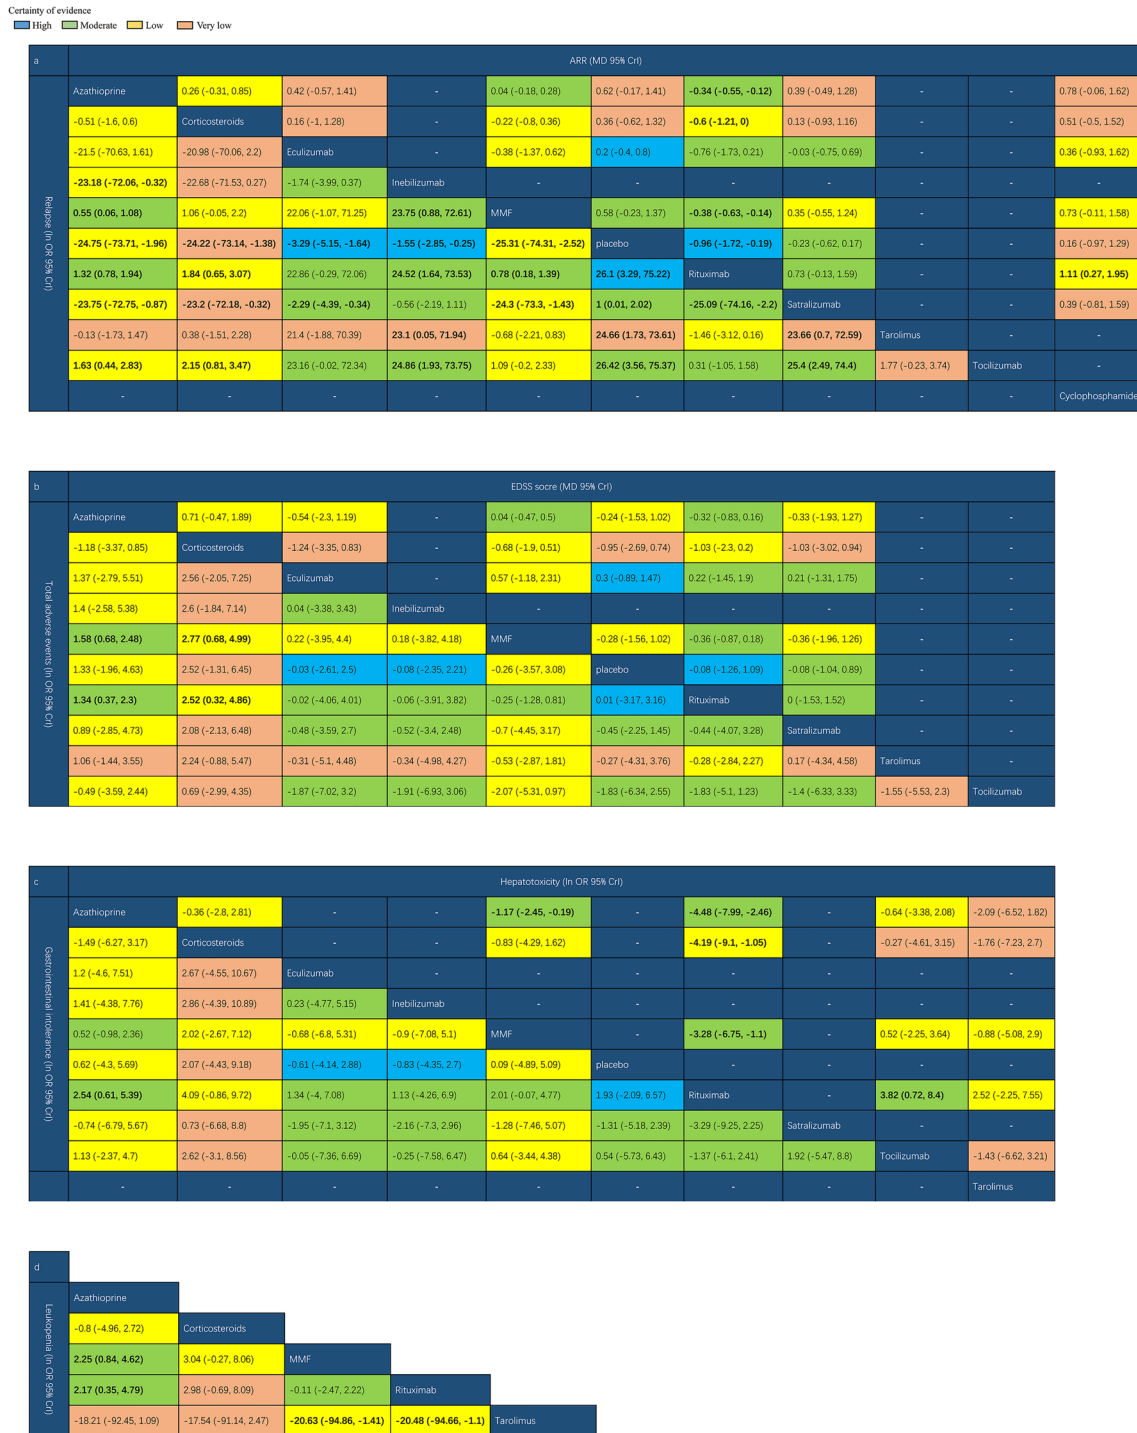 Certainty of evidence
High Moderate Low Very low
a ARR (MD 95% CrI)
Relapse (ln OR 95% CrI)
Azathioprine 0.26 (-0.31, 0.85) 0.42 (-0.57, 1.41) - 0.04 (-0.18, 0.28) 0.62 (-0.17, 1.41) -0.34 (-0.55, -0.12) 0.39 (-0.49, 1.28) - - 0.78 (-0.06, 1.62)
-0.51 (-1.6, 0.6) Corticosteroids 0.16 (-1, 1.28) - -0.22 (-0.8, 0.36) 0.36 (-0.62, 1.32) -0.6 (-1.21, 0) 0.13 (-0.93, 1.16) - - 0.51 (-0.5, 1.52)
-21.5 (-70.63, 1.61) -20.98 (-70.06, 2.2) Eculizumab - -0.38 (-1.37, 0.62) 0.2 (-0.4, 0.8) -0.76 (-1.73, 0.21) -0.03 (-0.75, 0.69) - - 0.36 (-0.93, 1.62)
-23.18 (-72.06, -0.32) -22.68 (-71.53, 0.27) -1.74 (-3.99, 0.37) Inebilizumab - - - - - - -
0.55 (0.06, 1.08) 1.06 (-0.05, 2.2) 22.06 (-1.07, 71.25) 23.75 (0.88, 72.61) MMF 0.58 (-0.23, 1.37) -0.38 (-0.63, -0.14) 0.35 (-0.55, 1.24) - - 0.73 (-0.11, 1.58)
-24.75 (-73.71, -1.96) -24.22 (-73.14, -1.38) -3.29 (-5.15, -1.64) -1.55 (-2.85, -0.25) -25.31 (-74.31, -2.52) placebo -0.96 (-1.72, -0.19) -0.23 (-0.62, 0.17) - - 0.16 (-0.97, 1.29)
1.32 (0.78, 1.94) 1.84 (0.65, 3.07) 22.86 (-0.29, 72.06) 24.52 (1.64, 73.53) 0.78 (0.18, 1.39) 26.1 (3.29, 75.22) Rituximab 0.73 (-0.13, 1.59) - - 1.11 (0.27, 1.95)
-23.75 (-72.75, -0.87) -23.2 (-72.18, -0.32) -2.29 (-4.39, -0.34) -0.56 (-2.19, 1.11) -24.3 (-73.3, -1.43) 1 (0.01, 2.02) -25.09 (-74.16, -2.2) Satralizumab - - 0.39 (-0.81, 1.59)
-0.13 (-1.73, 1.47) 0.38 (-1.51, 2.28) 21.4 (-1.88, 70.39) 23.1 (0.05, 71.94) -0.68 (-2.21, 0.83) 24.66 (1.73, 73.61) -1.46 (-3.12, 0.16) 23.66 (0.7, 72.59) Tarolimus - -
1.63 (0.44, 2.83) 2.15 (0.81, 3.47) 23.16 (-0.02, 72.34) 24.86 (1.93, 73.75) 1.09 (-0.2, 2.33) 26.42 (3.56, 75.37) 0.31 (-1.05, 1.58) 25.4 (2.49, 74.4) 1.77 (-0.23, 3.74) Tocilizumab -
- - - - - - - - - - Cyclophosphamide
b EDSS socre (MD 95% CrI)
Total adverse events (ln OR 95% CrI)
Azathioprine 0.71 (-0.47, 1.89) -0.54 (-2.3, 1.19) - 0.04 (-0.47, 0.5) -0.24 (-1.53, 1.02) -0.32 (-0.83, 0.16) -0.33 (-1.93, 1.27) - -
-1.18 (-3.37, 0.85) Corticosteroids -1.24 (-3.35, 0.83) - -0.68 (-1.9, 0.51) -0.95 (-2.69, 0.74) -1.03 (-2.3, 0.2) -1.03 (-3.02, 0.94) - -
1.37 (-2.79, 5.51) 2.56 (-2.05, 7.25) Eculizumab - 0.57 (-1.18, 2.31) 0.3 (-0.89, 1.47) 0.22 (-1.45, 1.9) 0.21 (-1.31, 1.75) - -
1.4 (-2.58, 5.38) 2.6 (-1.84, 7.14) 0.04 (-3.38, 3.43) Inebilizumab - - - - - -
1.58 (0.68, 2.48) 2.77 (0.68, 4.99) 0.22 (-3.95, 4.4) 0.18 (-3.82, 4.18) MMF -0.28 (-1.56, 1.02) -0.36 (-0.87, 0.18) -0.36 (-1.96, 1.26) - -
1.33 (-1.96, 4.63) 2.52 (-1.31, 6.45) -0.03 (-2.61, 2.5) -0.08 (-2.35, 2.21) -0.26 (-3.57, 3.08) placebo -0.08 (-1.26, 1.09) -0.08 (-1.04, 0.89) - -
1.34 (0.37, 2.3) 2.52 (0.32, 4.86) -0.02 (-4.06, 4.01) -0.06 (-3.91, 3.82) -0.25 (-1.28, 0.81) 0.01 (-3.17, 3.16) Rituximab 0 (-1.53, 1.52) - -
0.89 (-2.85, 4.73) 2.08 (-2.13, 6.48) -0.48 (-3.59, 2.7) -0.52 (-3.4, 2.48) -0.7 (-4.45, 3.17) -0.45 (-2.25, 1.45) -0.44 (-4.07, 3.28) Satralizumab - -
1.06 (-1.44, 3.55) 2.24 (-0.88, 5.47) -0.31 (-5.1, 4.48) -0.34 (-4.98, 4.27) -0.53 (-2.87, 1.81) -0.27 (-4.31, 3.76) -0.28 (-2.84, 2.27) 0.17 (-4.34, 4.58) Tarolimus -
-0.49 (-3.59, 2.44) 0.69 (-2.99, 4.35) -1.87 (-7.02, 3.2) -1.91 (-6.93, 3.06) -2.07 (-5.31, 0.97) -1.83 (-6.34, 2.55) -1.83 (-5.1, 1.23) -1.4 (-6.33, 3.33) -1.55 (-5.53, 2.3) Tocilizumab
c Hepatotoxicity (ln OR 95% CrI)
Gastrointestinal intolerance (ln OR 95% CrI)
Azathioprine -0.36 (-2.8, 2.81) - - -1.17 (-2.45, -0.19) - -4.48 (-7.99, -2.46) - -0.64 (-3.38, 2.08) -2.09 (-6.52, 1.82)
-1.49 (-6.27, 3.17) Corticosteroids - - -0.83 (-4.29, 1.62) - -4.19 (-9.1, -1.05) - -0.27 (-4.61, 3.15) -1.76 (-7.23, 2.7)
1.2 (-4.6, 7.51) 2.67 (-4.55, 10.67) Eculizumab - - - - - - -
1.41 (-4.38, 7.76) 2.86 (-4.39, 10.89) 0.23 (-4.77, 5.15) Inebilizumab - - - - - -
0.52 (-0.98, 2.36) 2.02 (-2.67, 7.12) -0.68 (-6.8, 5.31) -0.9 (-7.08, 5.1) MMF - -3.28 (-6.75, -1.1) - 0.52 (-2.25, 3.64) -0.88 (-5.08, 2.9)
0.62 (-4.3, 5.69) 2.07 (-4.43, 9.18) -0.61 (-4.14, 2.88) -0.83 (-4.35, 2.7) 0.09 (-4.89, 5.09) placebo - - - -
2.54 (0.61, 5.39) 4.09 (-0.86, 9.72) 1.34 (-4, 7.08) 1.13 (-4.26, 6.9) 2.01 (-0.07, 4.77) 1.93 (-2.09, 6.57) Rituximab - 3.82 (0.72, 8.4) 2.52 (-2.25, 7.55)
-0.74 (-6.79, 5.67) 0.73 (-6.68, 8.8) -1.95 (-7.1, 3.12) -2.16 (-7.3, 2.96) -1.28 (-7.46, 5.07) -1.31 (-5.18, 2.39) -3.29 (-9.25, 2.25) Satralizumab - -
1.13 (-2.37, 4.7) 2.62 (-3.1, 8.56) -0.05 (-7.36, 6.69) -0.25 (-7.58, 6.47) 0.64 (-3.44, 4.38) 0.54 (-5.73, 6.43) -1.37 (-6.1, 2.41) 1.92 (-5.47, 8.8) Tocilizumab -1.43 (-6.62, 3.21)
- - - - - - - - - Tarolimus
d
Leukopenia (ln OR 95% CrI)
Azathioprine
-0.8 (-4.96, 2.72) Corticosteroids
2.25 (0.84, 4.62) 3.04 (-0.27, 8.06) MMF
2.17 (0.35, 4.79) 2.98 (-0.69, 8.09) -0.11 (-2.47, 2.22) Rituximab
-18.21 (-92.45, 1.09) -17.54 (-91.14, 2.47) -20.63 (-94.86, -1.41) -20.48 (-94.66, -1.1) Tarolimus